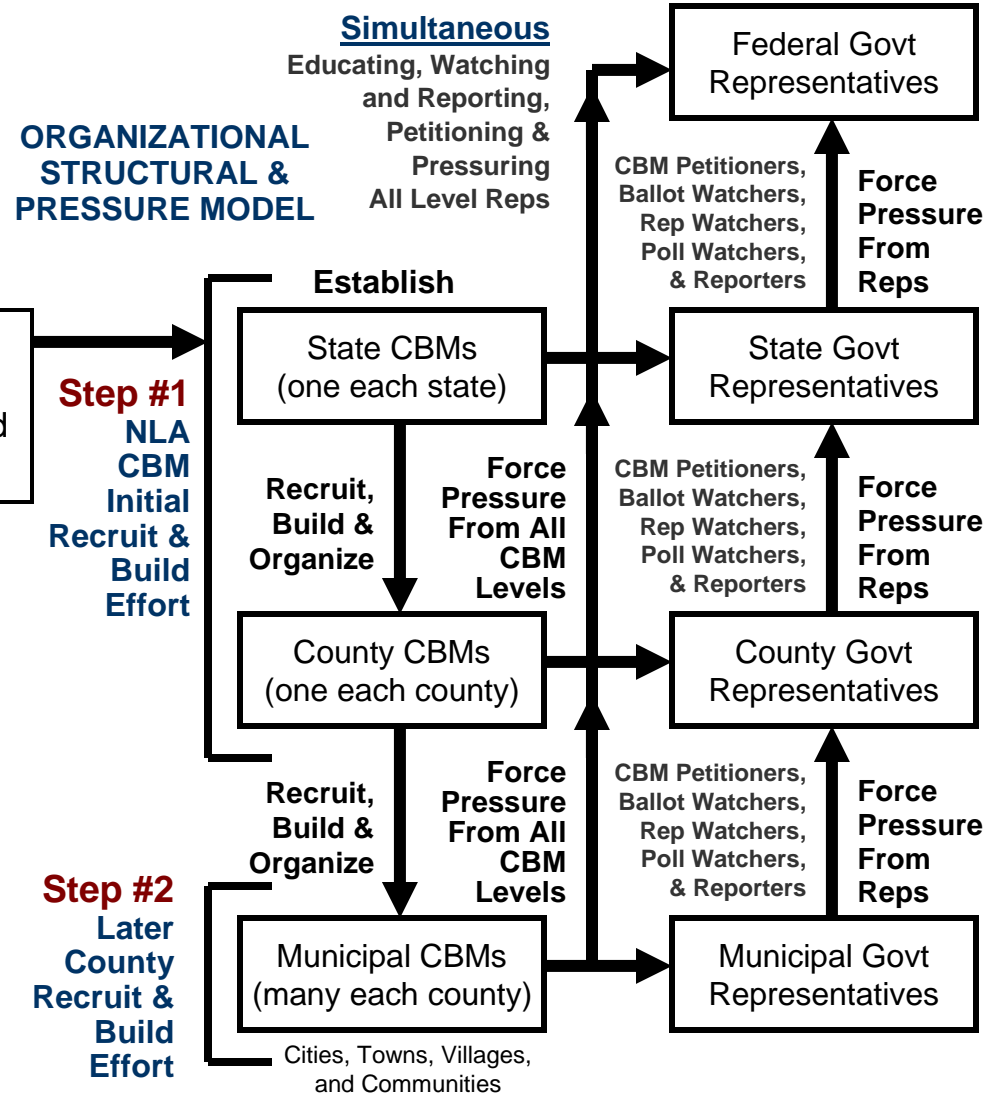 Simultaneous
Educating, Watching
and Reporting,
Petitioning &
Pressuring
All Level Reps
ORGANIZATIONAL
STRUCTURAL &
PRESSURE MODEL
Federal Govt
Representatives
CBM Petitioners,
Ballot Watchers,
Rep Watchers,
Poll Watchers,
& Reporters
Force
Pressure
From
Reps
Establish
State CBMs
(one each state)
State Govt
Representatives
Step #1
NLA
CBM
Initial
Recruit &
Build
Effort
Recruit,
Build &
Organize
Force
Pressure
From All
CBM
Levels
CBM Petitioners,
Ballot Watchers,
Rep Watchers,
Poll Watchers,
& Reporters
Force
Pressure
From
Reps
County CBMs
(one each county)
County Govt
Representatives
Recruit,
Build &
Organize
Force
Pressure
From All
CBM
Levels
CBM Petitioners,
Ballot Watchers,
Rep Watchers,
Poll Watchers,
& Reporters
Force
Pressure
From
Reps
Step #2
Later
County
Recruit &
Build
Effort
Municipal CBMs
(many each county)
Municipal Govt
Representatives
Cities, Towns, Villages,
and Communities